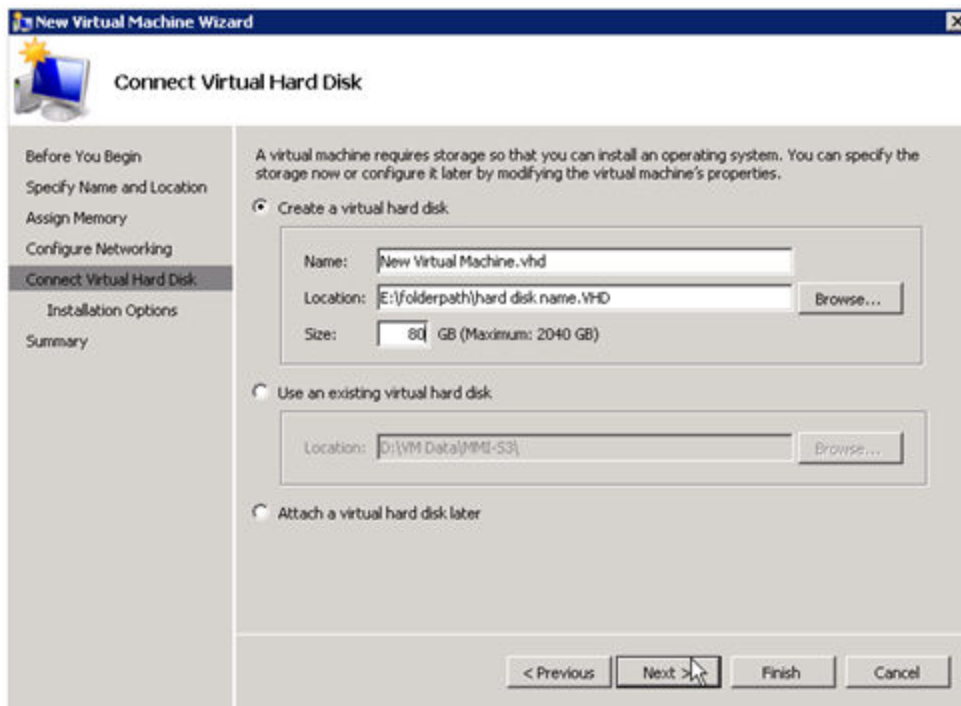 New Virtual Machine Wizard
Connect Virtual Hard Disk
Before You Begin
Specify Name and Location
Assign Memory
Configure Networking
Connect Virtual Hard Disk
Installation Options
Summary
A virtual machine requires storage so that you can install an operating system. You can specify the
storage now or configure it later by modifying the virtual machine's properties.
Create a virtual hard disk
Name: New Virtual Machine.vhd
Location: E:\folderpath\hard disk name.VHD Browse...
Size: 80 GB (Maximum: 2040 GB)
Use an existing virtual hard disk
Location: D:\VM Data\MMI-S3\ Browse...
Attach a virtual hard disk later
< Previous Next > Finish Cancel